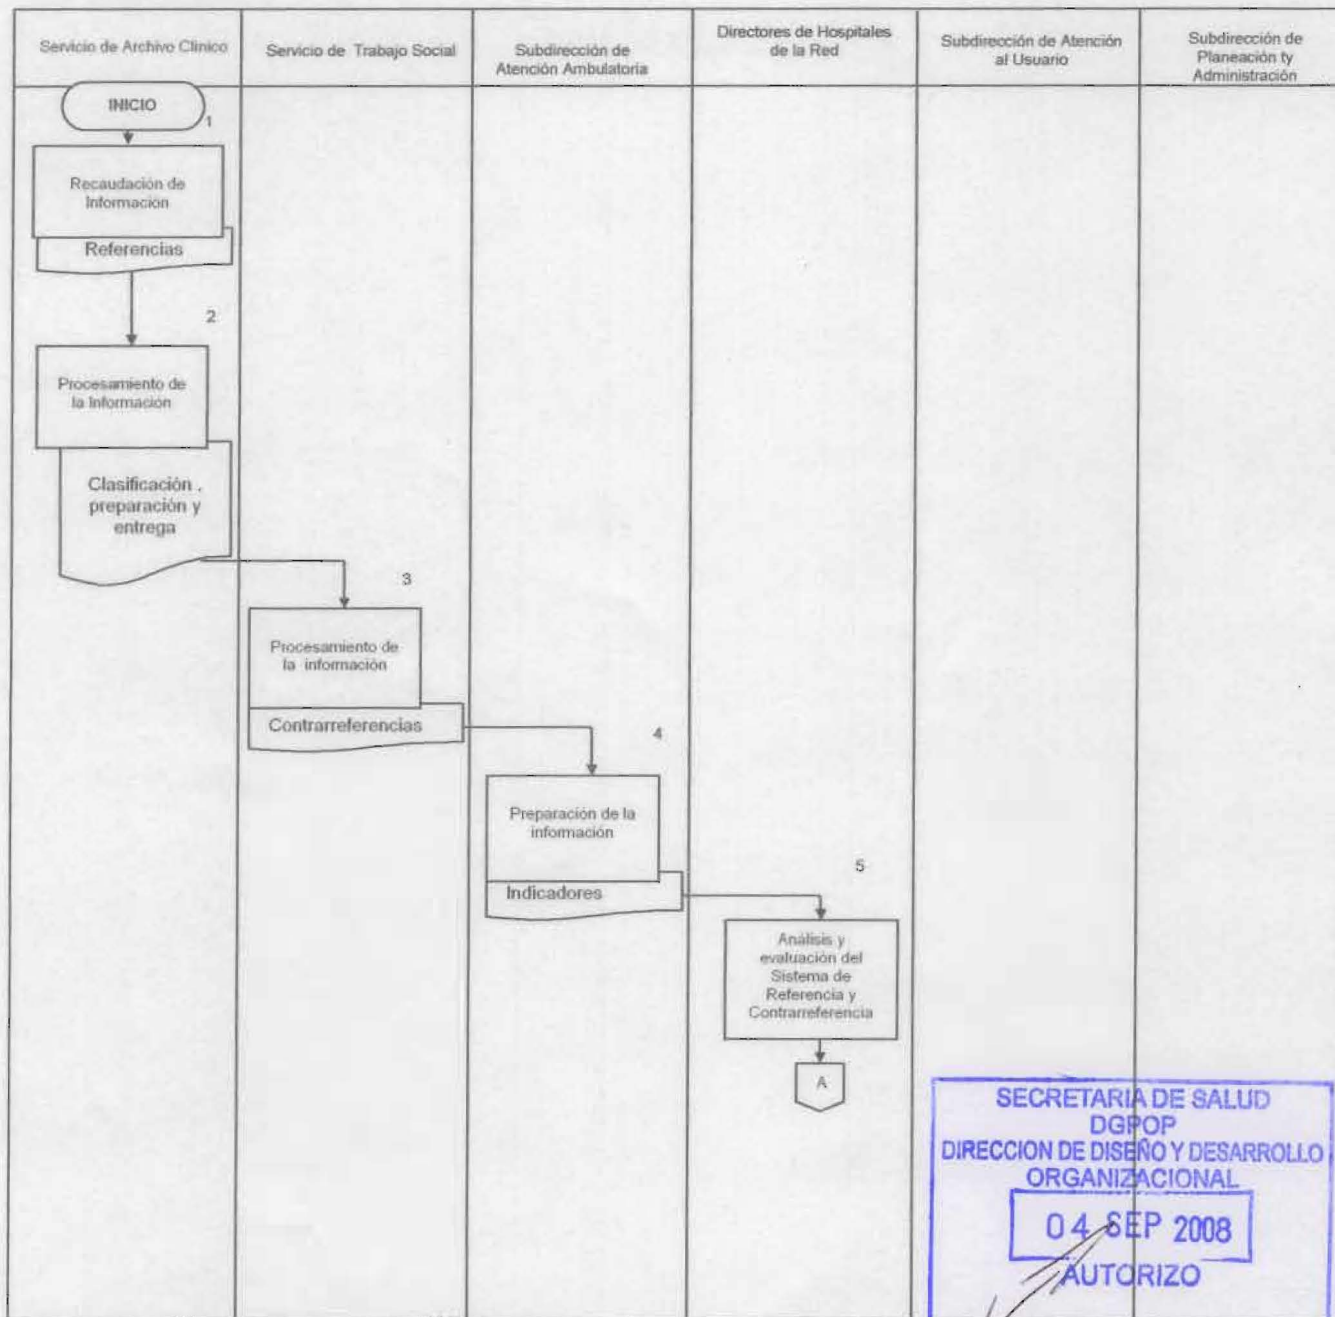 Servicio de Archivo Clínico
Servicio de Trabajo Social
Subdirección de
Atención Ambulatoria
Directores de Hospitales
de la Red
Subdirección de Atención
al Usuario
Subdirección de
Planeación ty
Administración
INICIO
1
Recaudación de
Información
Referencias
2
Procesamiento de
la Información
Clasificación ,
preparación y
entrega
3
Procesamiento de
la información
Contrarreferencias
4
Preparación de la
información
Indicadores
5
Análisis y
evaluación del
Sistema de
Referencia y
Contrarreferencia
A
SECRETARIA DE SALUD
DGPOP
DIRECCION DE DISEÑO Y DESARROLLO
ORGANIZACIONAL
04 SEP 2008
AUTORIZO